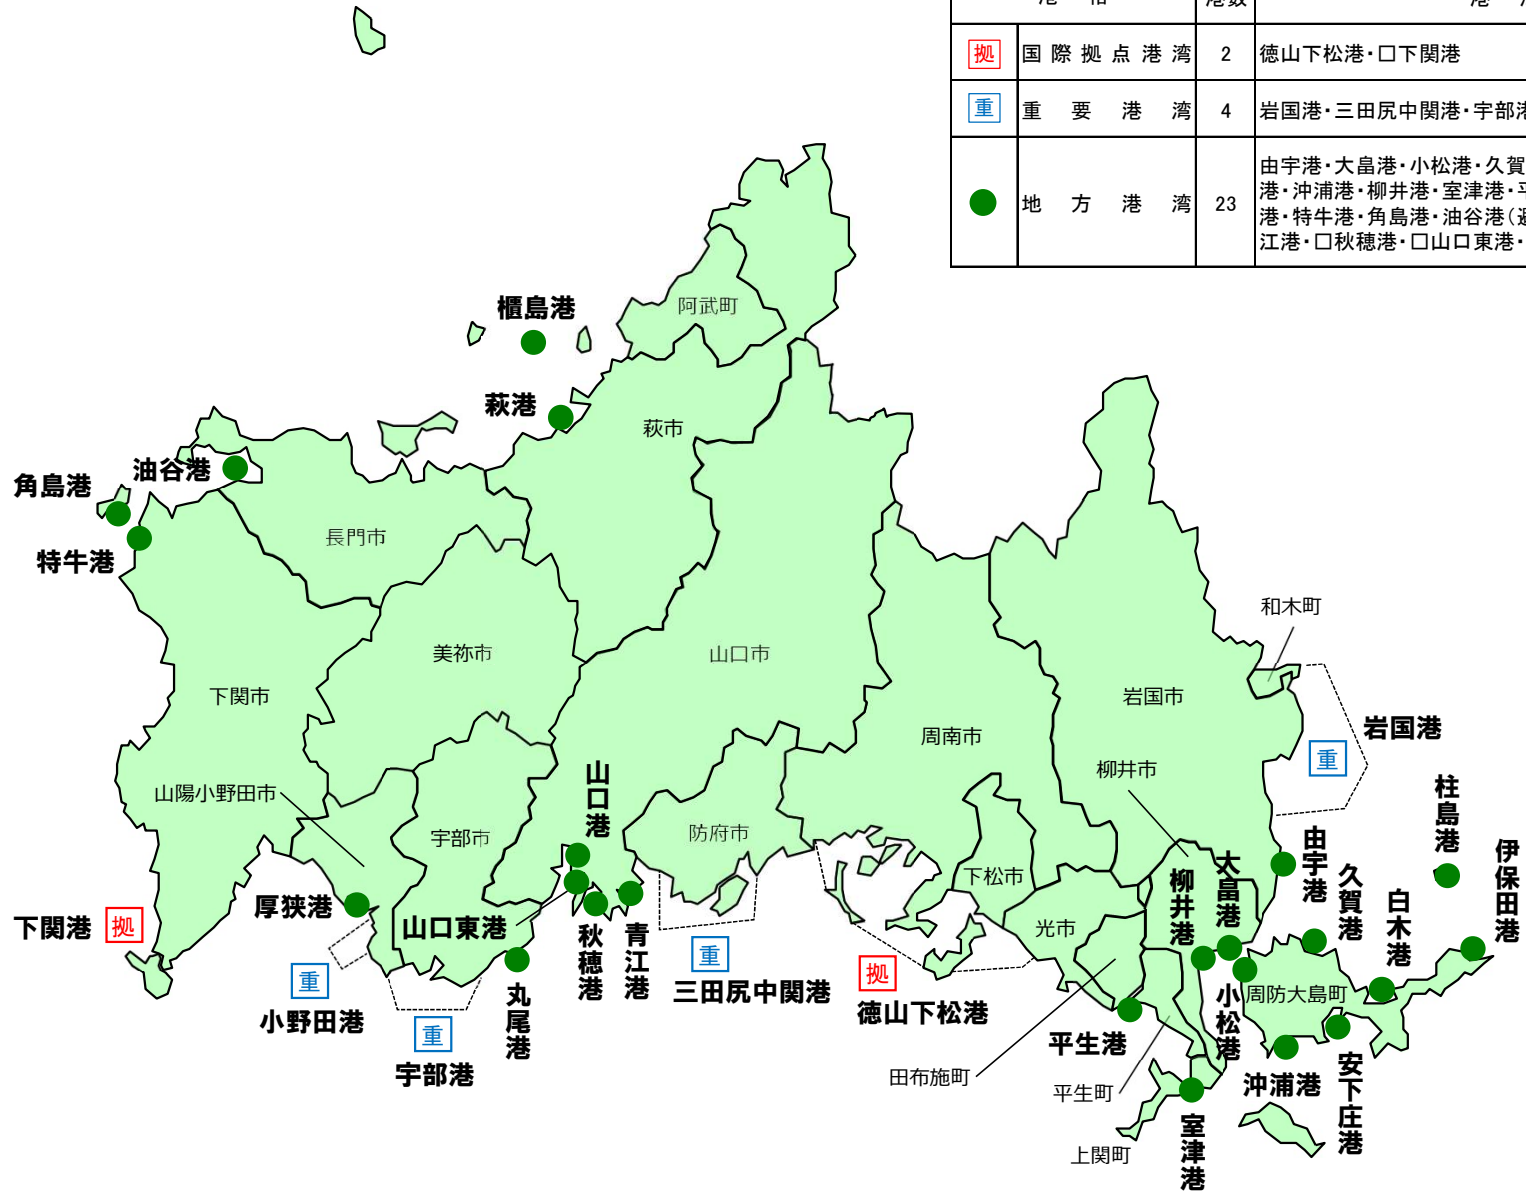 港数
拠 国際拠点港湾 2 徳山下松港・□下関港
重 重要港湾 4 岩国港・三田尻中関港・宇部港
地方港湾 23
由宇港・大畠港・小松港・久賀
港・沖浦港・柳井港・室津港・平
港・特牛港・角島港・油谷港(避
江港・□秋穂港・□山口東港・
櫃島港
阿武町
萩港
萩市
油谷港
角島港
特牛港
長門市
和木町
美祢市
山口市
下関市
岩国市
岩国港
重
周南市
柳井市
山陽小野田市
山口港
柱島港
宇部市
防府市
由宇港
伊保田港
下松市
大畠港
久賀港
柳井港
白木港
厚狭港
下関港
拠
山口東港
光市
秋穂港
青江港
重
三田尻中関港
拠
徳山下松港
重
小野田港
丸尾港
周防大島町
小松港
重
宇部港
平生港
田布施町
平生町
沖浦港
安下庄港
上関町
室津港